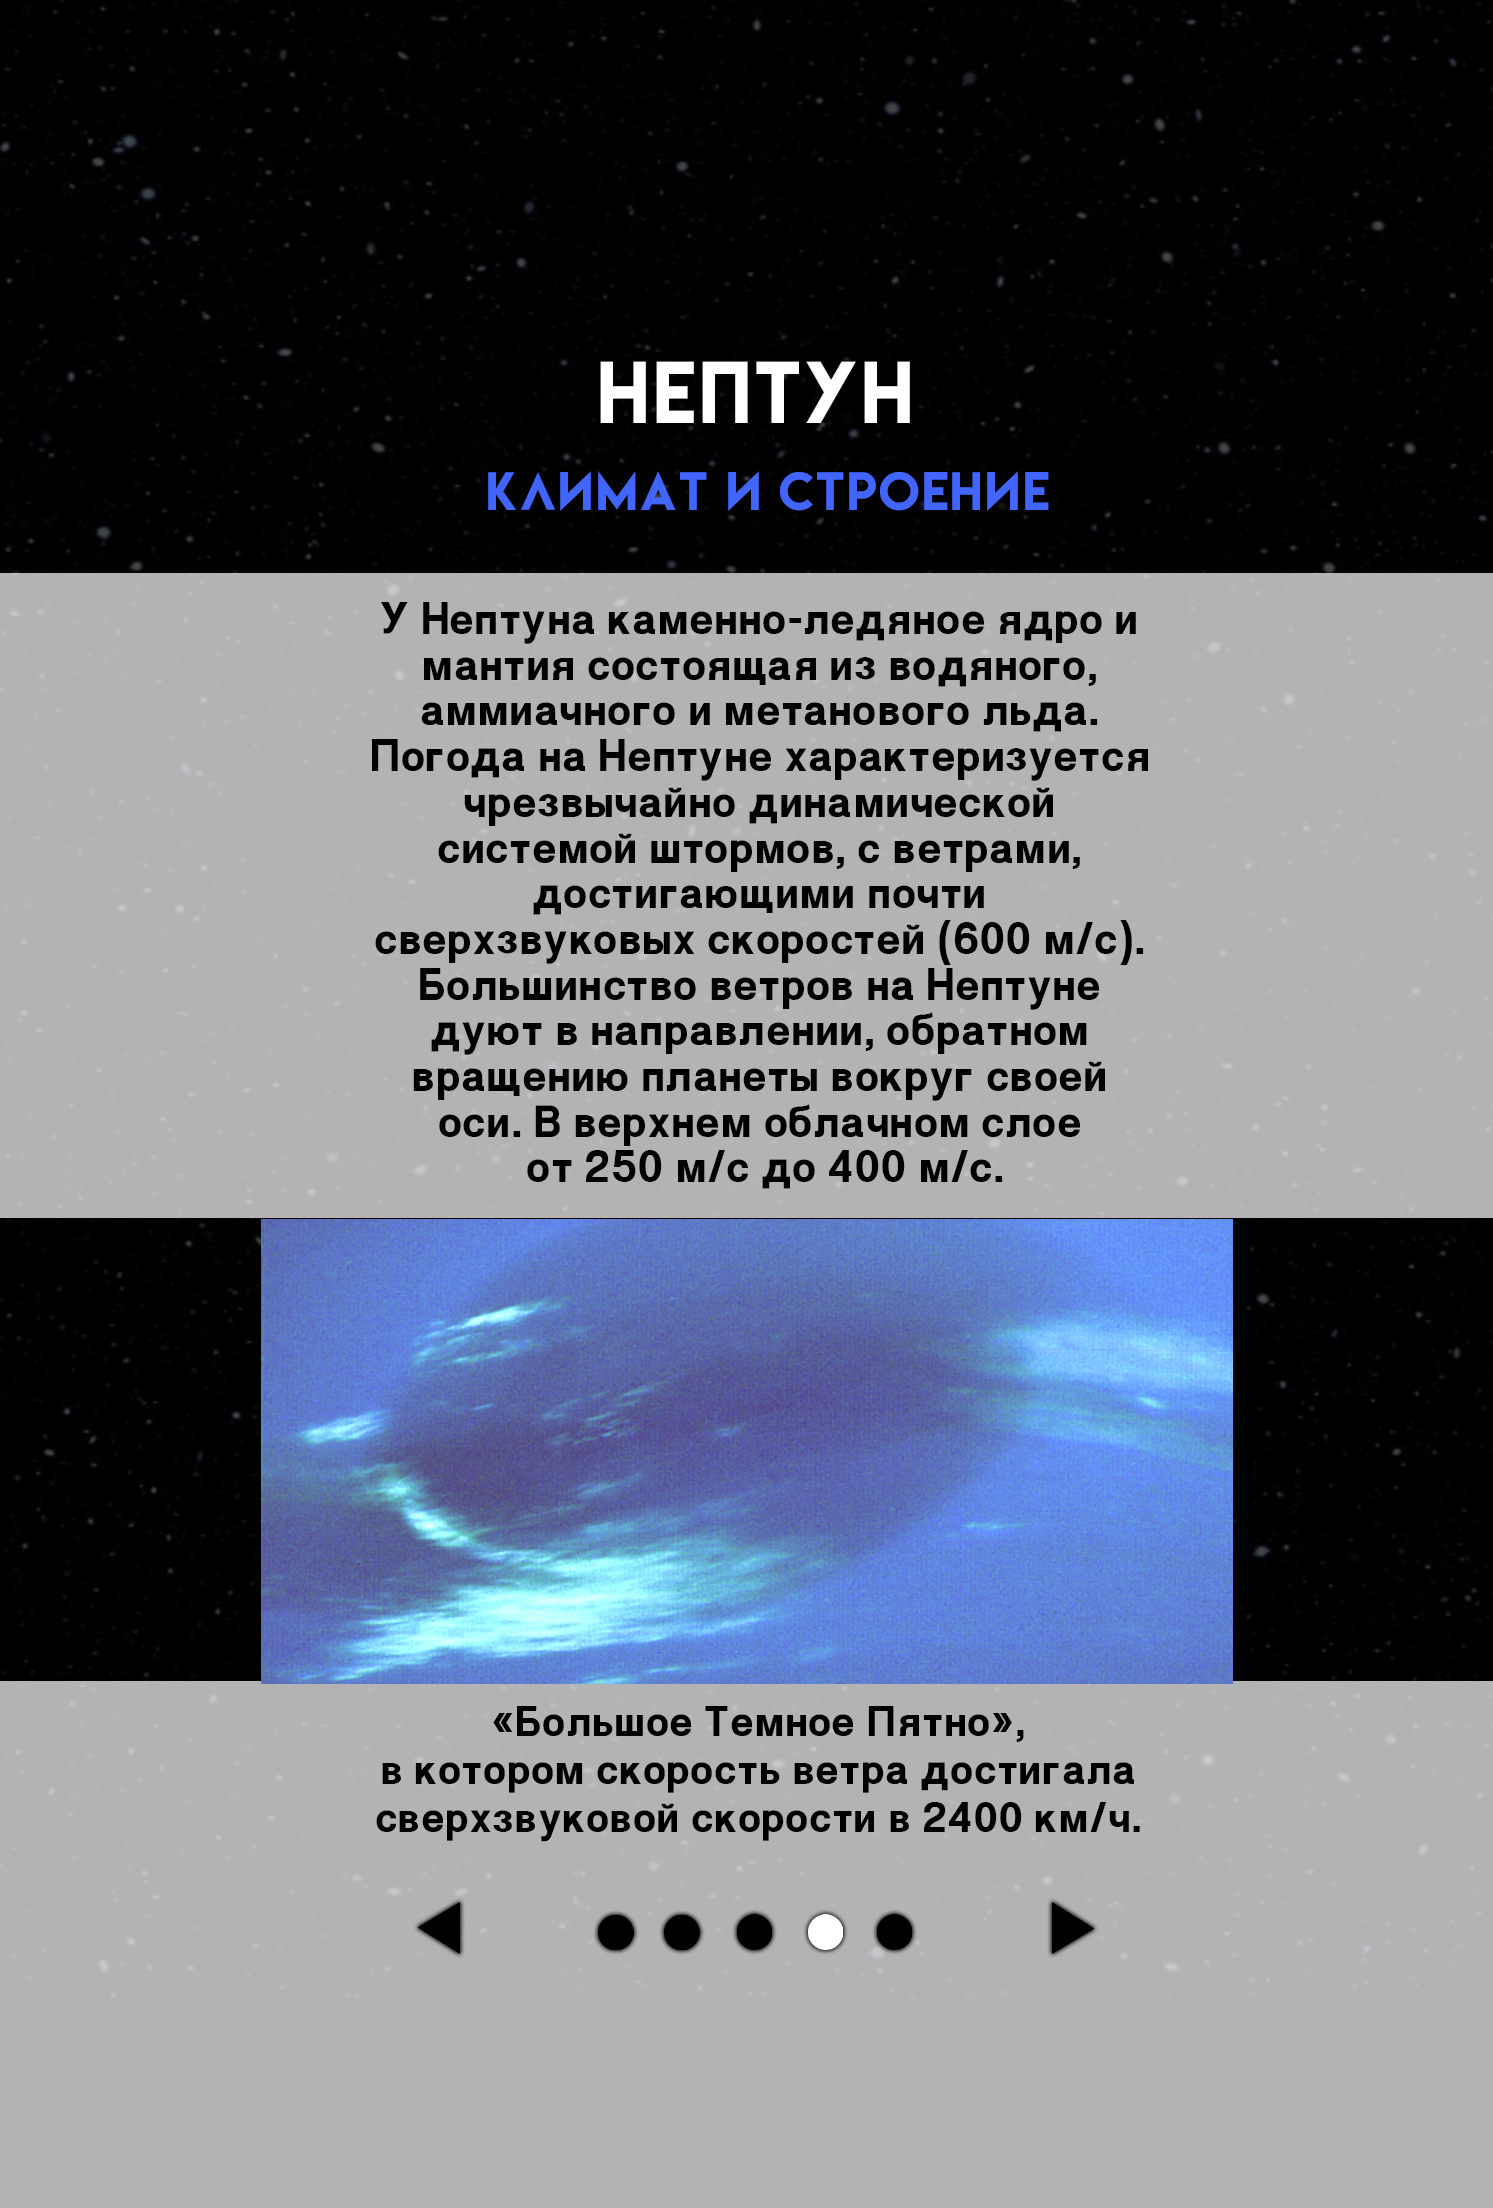 НЕПТУН
КЛИМАТ И СТРОЕНИЕ
У Нептуна каменно-ледяное ядро и
мантия состоящая из водяного,
аммиачного и метанового льда.
Погода на Нептуне характеризуется
чрезвычайно динамической
системой штормов, с ветрами,
достигающими почти
сверхзвуковых скоростей (600 м/с).
Большинство ветров на Нептуне
дуют в направлении, обратном
вращению планеты вокруг своей
оси. В верхнем облачном слое
от 250 м/с до 400 м/с.
«Большое Темное Пятно»,
в котором скорость ветра достигала
сверхзвуковой скорости в 2400 км/ч.